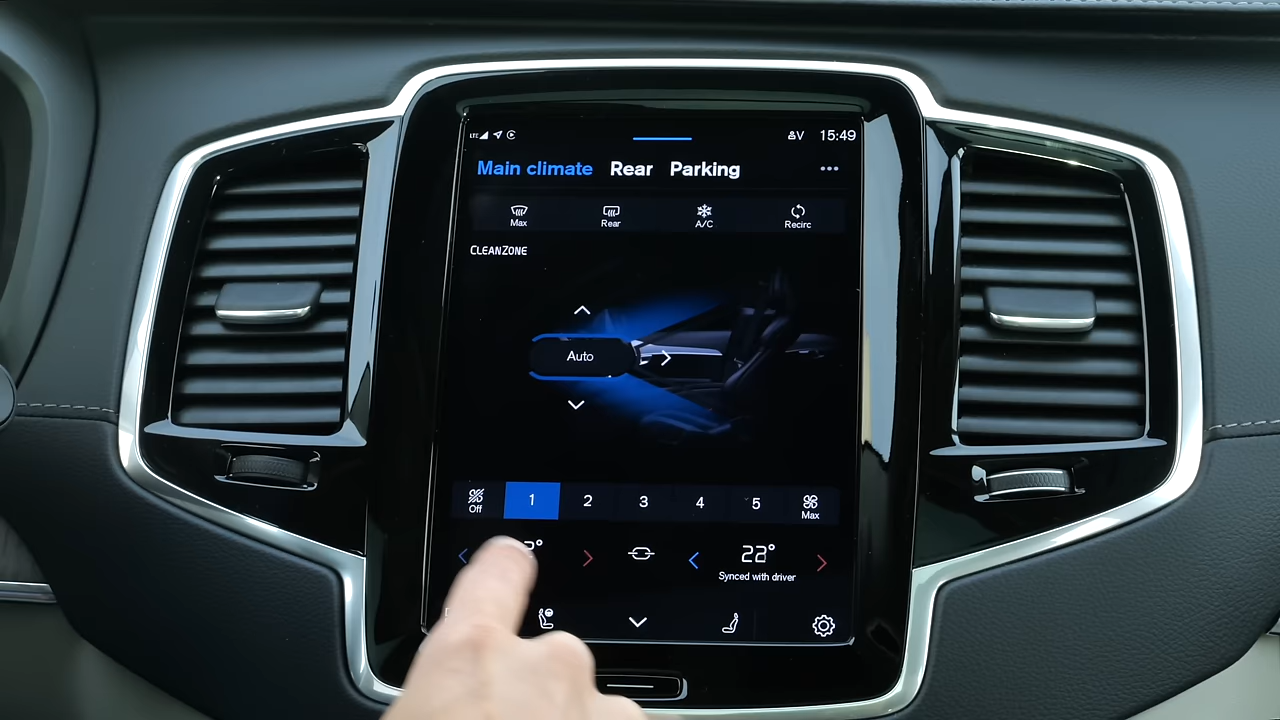 LTE V 15:49
Main climate Rear Parking
Max Rear A/C Recirc
CLEANZONE
Auto
1 2 3 4 5
Off Max
22°
Synced with driver